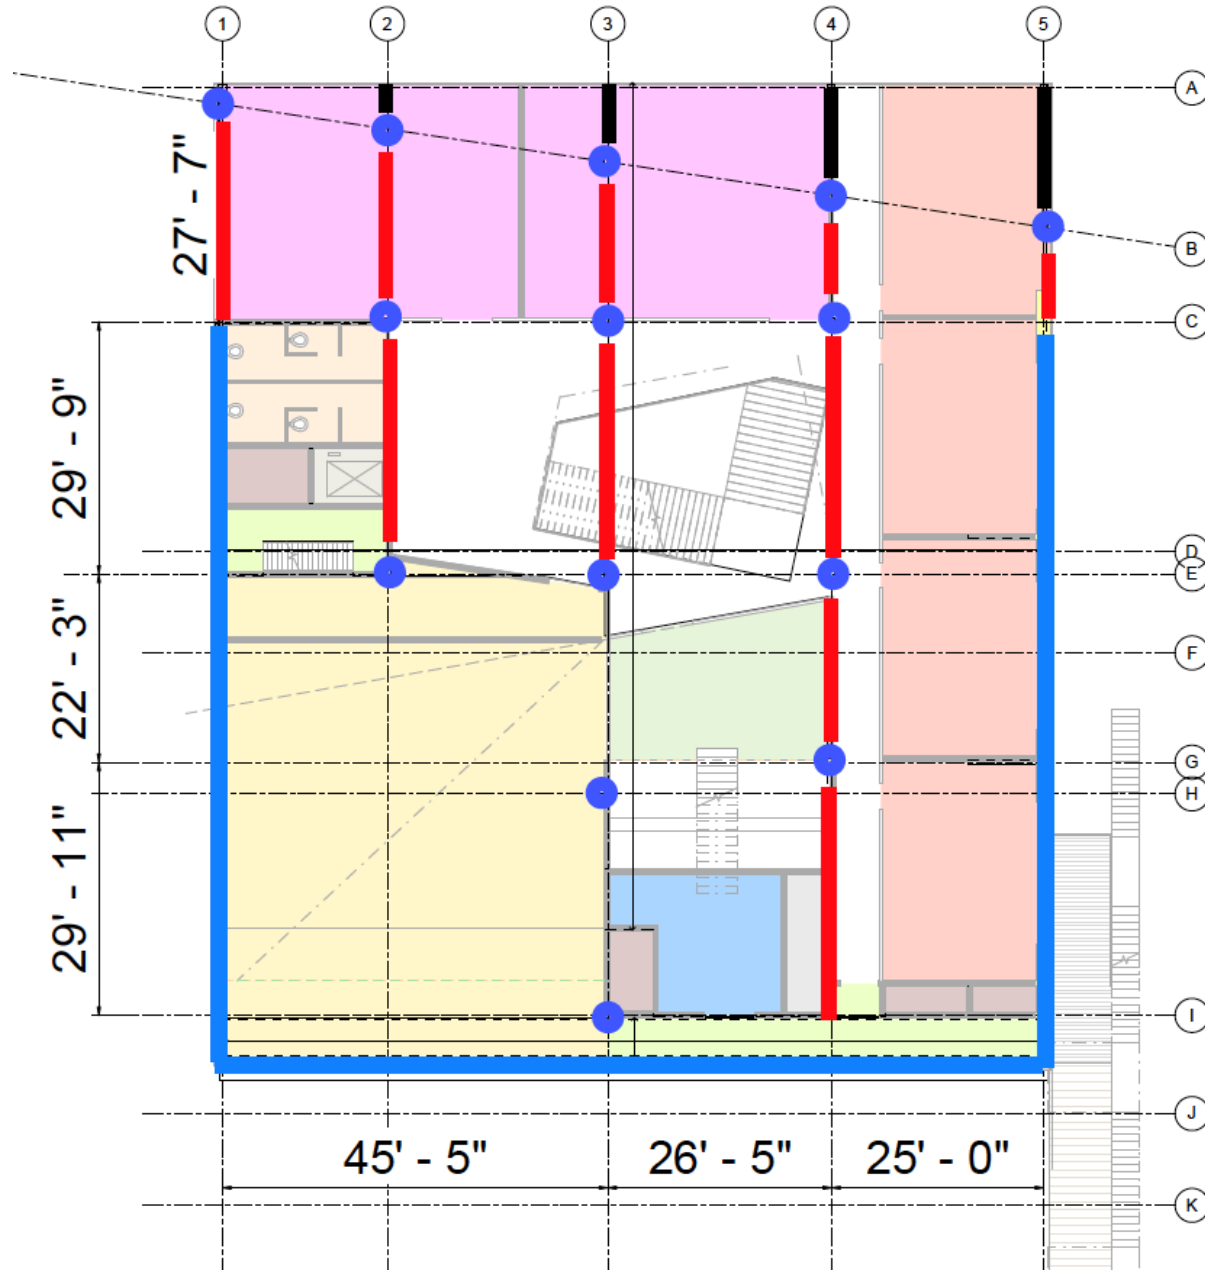 1 2 3 4 5
A
27' - 7"
B
C
29' - 9"
D
E
22' - 3"
F
G
H
29' - 11"
I
J
45' - 5" 26' - 5" 25' - 0"
K